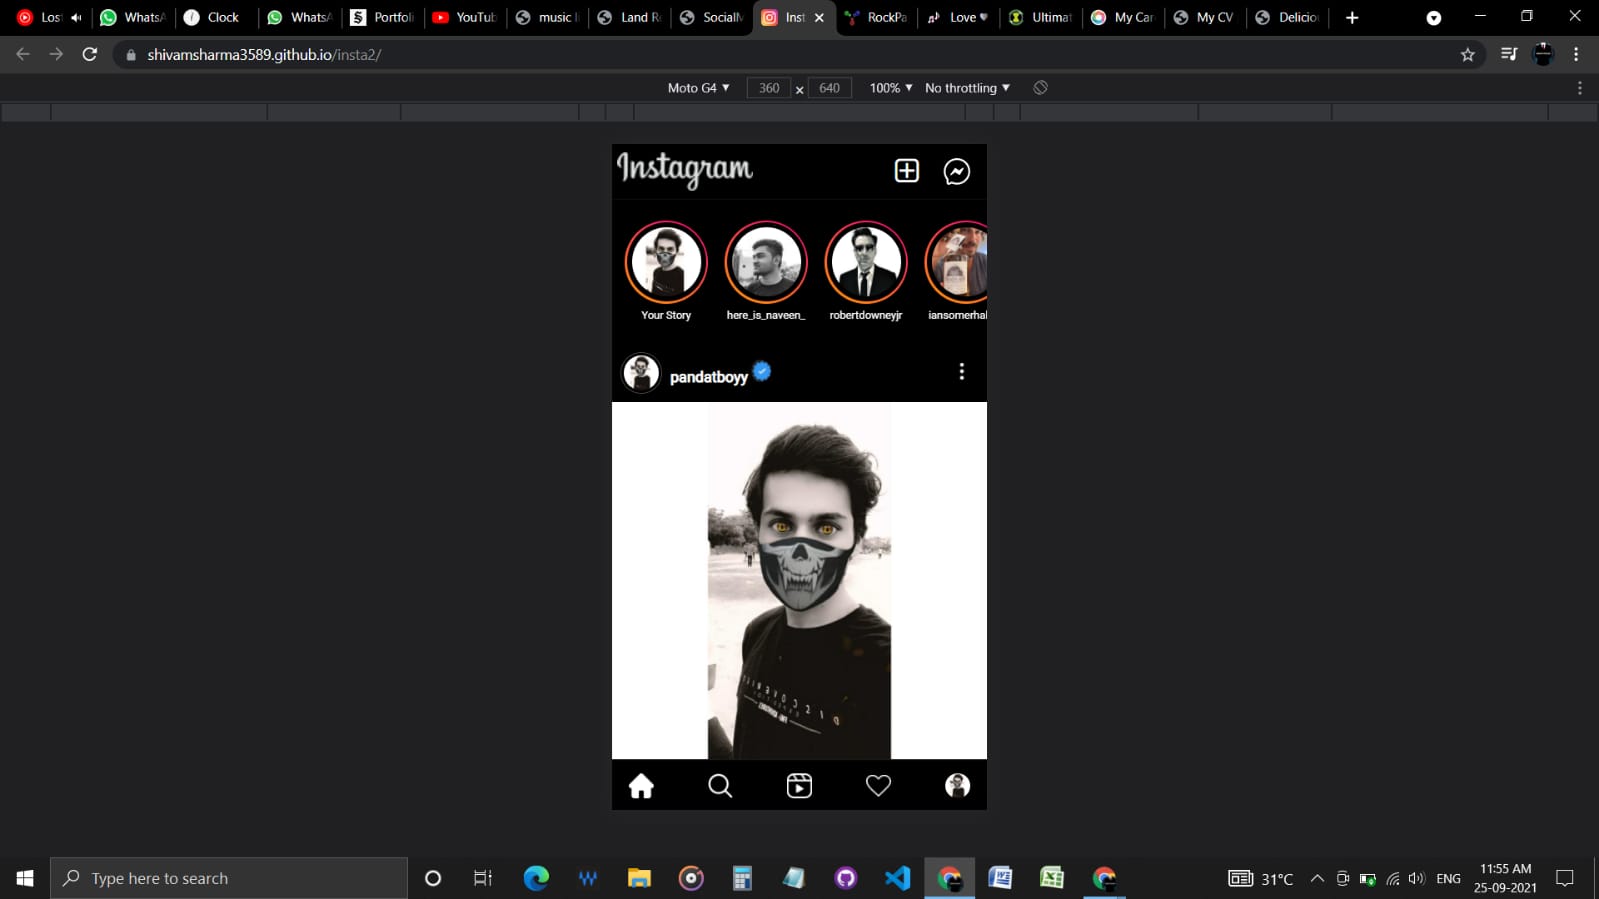 Los
WhatsA
Clock
WhatsA
Portfoli
YouTub
music li
Land R
SocialM
Inst
RockPa
Love
Ultimat
My Car
My CV
Delicio
shivamsharma3589.github.io/insta2/
Moto G4 360 × 640 100% No throttling
Instagram
Your Story
here_is_naveen_
robertdowneyjr
iansomerhal
pandatboyy
Type here to search
31°C
ENG
11:55 AM
25-09-2021